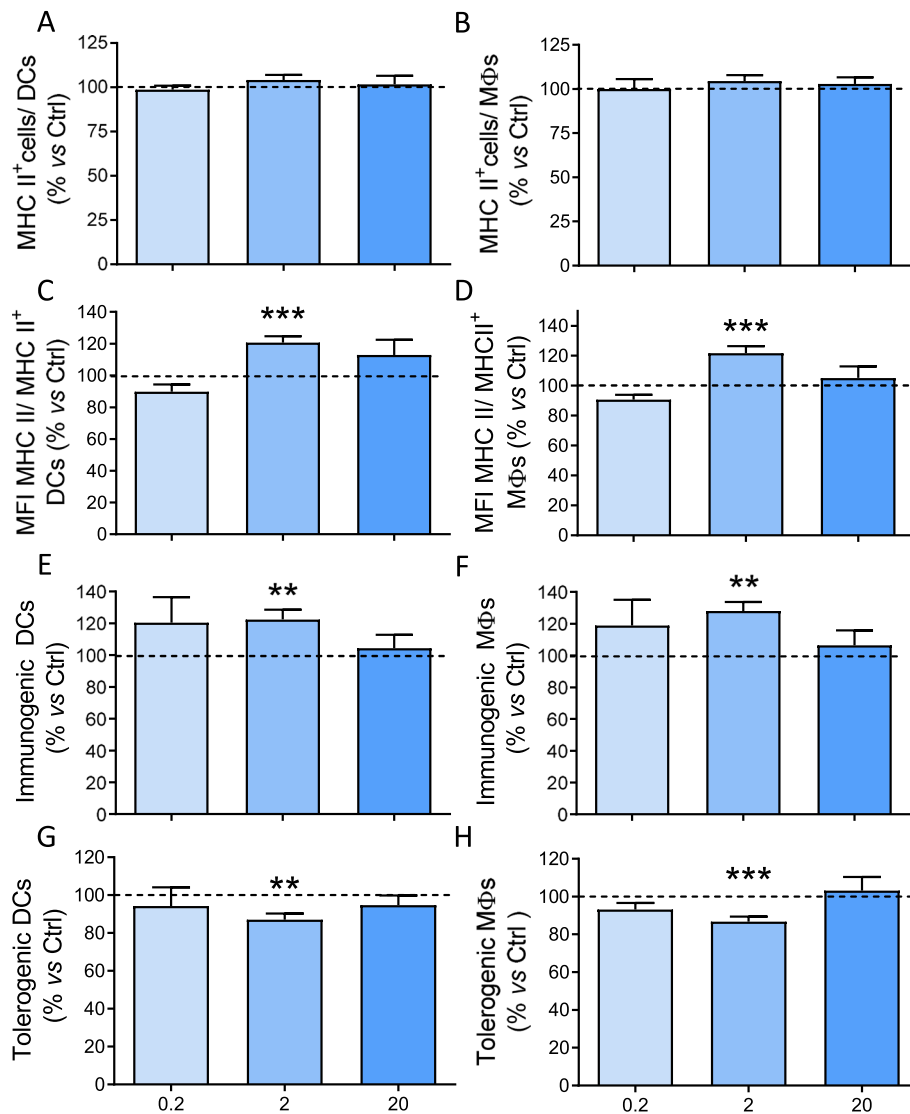 A
MHC II⁺cells/ DCs
(% vs Ctrl)
125
100
75
50
25
0
B
MHC II⁺cells/ MΦs
(% vs Ctrl)
125
100
75
50
25
0
C
MFI MHC II/ MHC II⁺
DCs (% vs Ctrl)
140
120
100
80
60
40
20
0
***
D
MFI MHC II/ MHCII⁺
MΦs (% vs Ctrl)
140
120
100
80
60
40
20
0
***
E
Immunogenic DCs
(% vs Ctrl)
140
120
100
80
60
40
20
0
**
F
Immunogenic MΦs
(% vs Ctrl)
140
120
100
80
60
40
20
0
**
G
Tolerogenic DCs
(% vs Ctrl)
120
100
80
60
40
20
0
**
0.2 2 20
H
Tolerogenic MΦs
(% vs Ctrl )
120
100
80
60
40
20
0
***
0.2 2 20